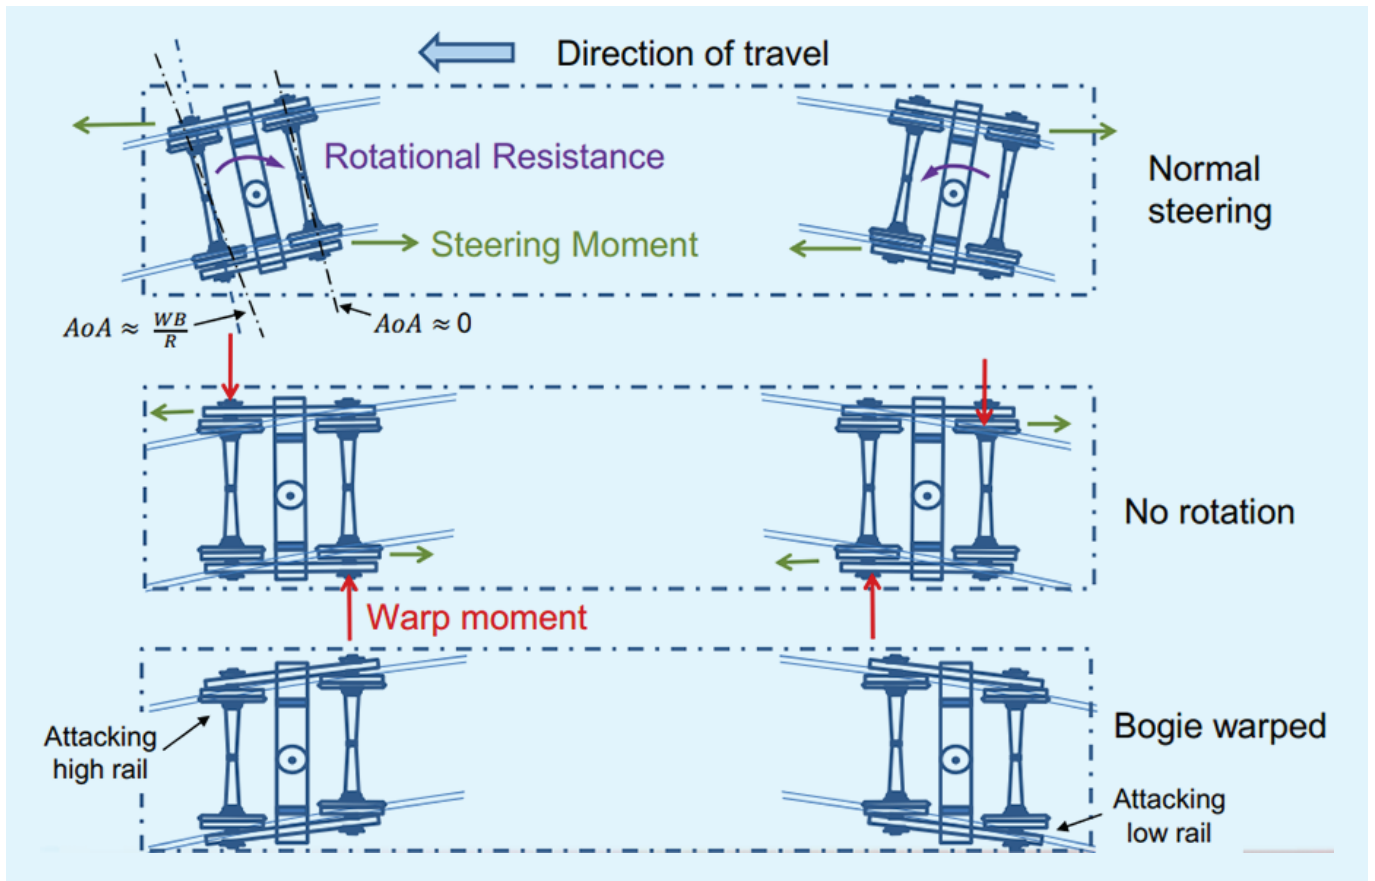 Direction of travel
Rotational Resistance
Normal
steering
Steering Moment
AoA ≈ WB/R
AoA ≈ 0
No rotation
Warp moment
Attacking
high rail
Bogie warped
Attacking
low rail